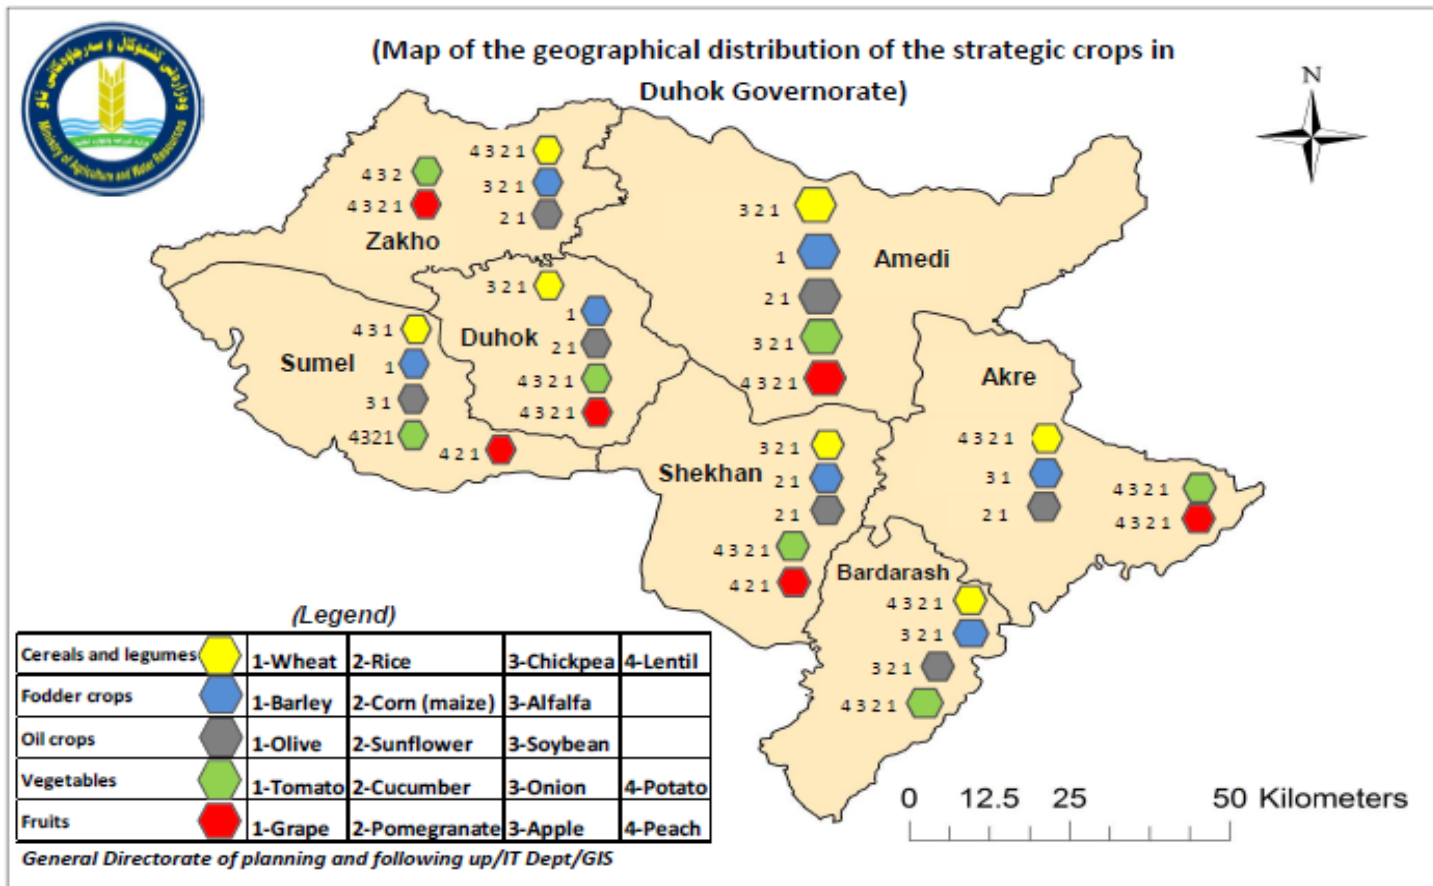 (Map of the geographical distribution of the strategic crops in
Duhok Governorate)
N
Ministry of Agriculture and Water Resources
4 3 2 1
4 3 2
3 2 1
4 3 2 1
2 1
Zakho
3 2 1
1
Amedi
2 1
3 2 1
4 3 2 1
3 2 1
1
Duhok
2 1
4 3 2 1
4 3 2 1
4 3 1
Sumel
1
3 1
4321
4 2 1
Akre
4 3 2 1
3 1
2 1
4 3 2 1
4 3 2 1
3 2 1
Shekhan
2 1
2 1
4 3 2 1
4 2 1
Bardarash
4 3 2 1
3 2 1
3 2 1
4 3 2 1
(Legend)
Cereals and legumes 1-Wheat 2-Rice 3-Chickpea 4-Lentil
Fodder crops 1-Barley 2-Corn (maize) 3-Alfalfa
Oil crops 1-Olive 2-Sunflower 3-Soybean
Vegetables 1-Tomato 2-Cucumber 3-Onion 4-Potato
Fruits 1-Grape 2-Pomegranate 3-Apple 4-Peach
General Directorate of planning and following up/IT Dept/GIS
0 12.5 25 50 Kilometers